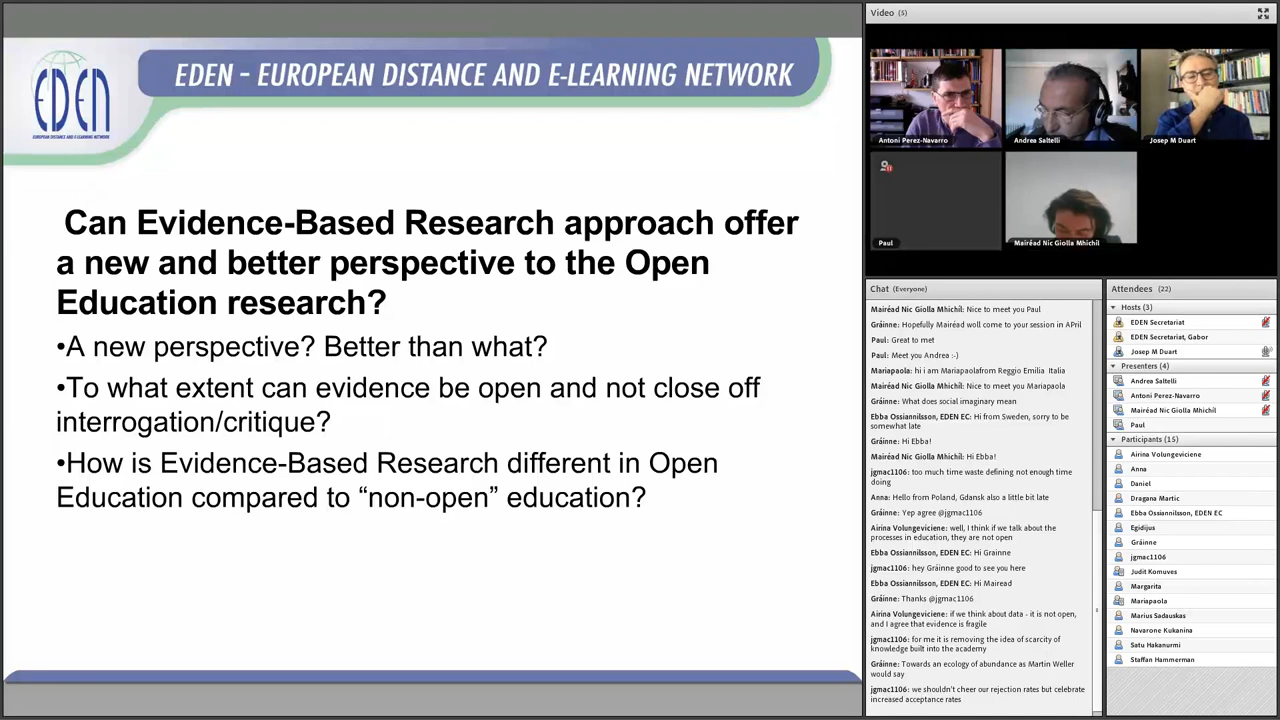 EDEN
EUROPEAN DISTANCE AND E-LEARNING NETWORK
EDEN - EUROPEAN DISTANCE AND E-LEARNING NETWORK
Can Evidence-Based Research approach offer
a new and better perspective to the Open
Education research?
•A new perspective? Better than what?
•To what extent can evidence be open and not close off
interrogation/critique?
•How is Evidence-Based Research different in Open
Education compared to “non-open” education?
Video (5)
Antoni Perez-Navarro
Andrea Saltelli
Josep M Duart
Paul
Mairéad Nic Giolla Mhichíl
Chat (Everyone)
Mairéad Nic Giolla Mhichíl: Nice to meet you Paul
Gráinne: Hopefully Mairéad woll come to your session in APril
Paul: Great to met
Paul: Meet you Andrea :-)
Mariapaola: hi i am Mariapaolafrom Reggio Emilia Italia
Mairéad Nic Giolla Mhichíl: Nice to meet you Mariapaola
Gráinne: What does social imaginary mean
Ebba Ossiannilsson, EDEN EC: Hi from Sweden, sorry to be
somewhat late
Gráinne: Hi Ebba!
Mairéad Nic Giolla Mhichíl: Hi Ebba!
jgmac1106: too much time waste defining not enough time
doing
Anna: Hello from Poland, Gdansk also a little bit late
Gráinne: Yep agree @jgmac1106
Airina Volungeviciene: well, I think if we talk about the
processes in education, they are not open
Ebba Ossiannilsson, EDEN EC: Hi Grainne
jgmac1106: hey Gráinne good to see you here
Ebba Ossiannilsson, EDEN EC: Hi Mairead
Gráinne: Thanks @jgmac1106
Airina Volungeviciene: if we think about data - it is not open,
and I agree that evidence is fragile
jgmac1106: for me it is removing the idea of scarcity of
knowledge built into the academy
Gráinne: Towards an ecology of abundance as Martin Weller
would say
jgmac1106: we shouldn't cheer our rejection rates but celebrate
increased acceptance rates
Attendees (22)
Hosts (3)
EDEN Secretariat
EDEN Secretariat, Gabor
Josep M Duart
Presenters (4)
Andrea Saltelli
Antoni Perez-Navarro
Mairéad Nic Giolla Mhichíl
Paul
Participants (15)
Airina Volungeviciene
Anna
Daniel
Dragana Martic
Ebba Ossiannilsson, EDEN EC
Egidijus
Gráinne
jgmac1106
Judit Komuves
Margarita
Mariapaola
Marius Sadauskas
Navarone Kukanina
Satu Hakanurmi
Staffan Hammerman